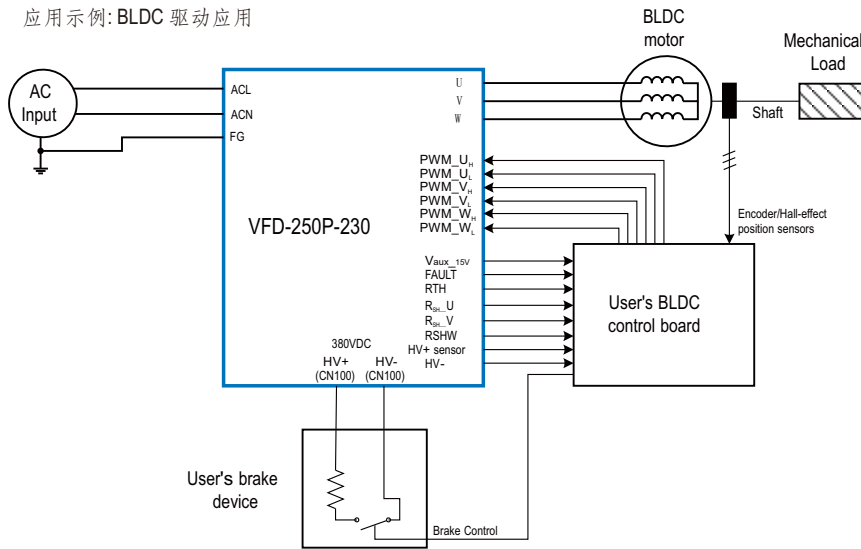 应用示例: BLDC 驱动应用
BLDC
motor
Mechanical
Load
AC
Input
ACL
ACN
FG
U
V
W
Shaft
PWM_UH
PWM_UL
PWM_VH
PWM_VL
PWM_WH
PWM_WL
Encoder/Hall-effect
position sensors
VFD-250P-230
Vaux_15V
FAULT
RTH
RSH_U
RSH_V
RSHW
HV+ sensor
HV-
User's BLDC
control board
380VDC
HV+ HV-
(CN100) (CN100)
User's brake
device
Brake Control